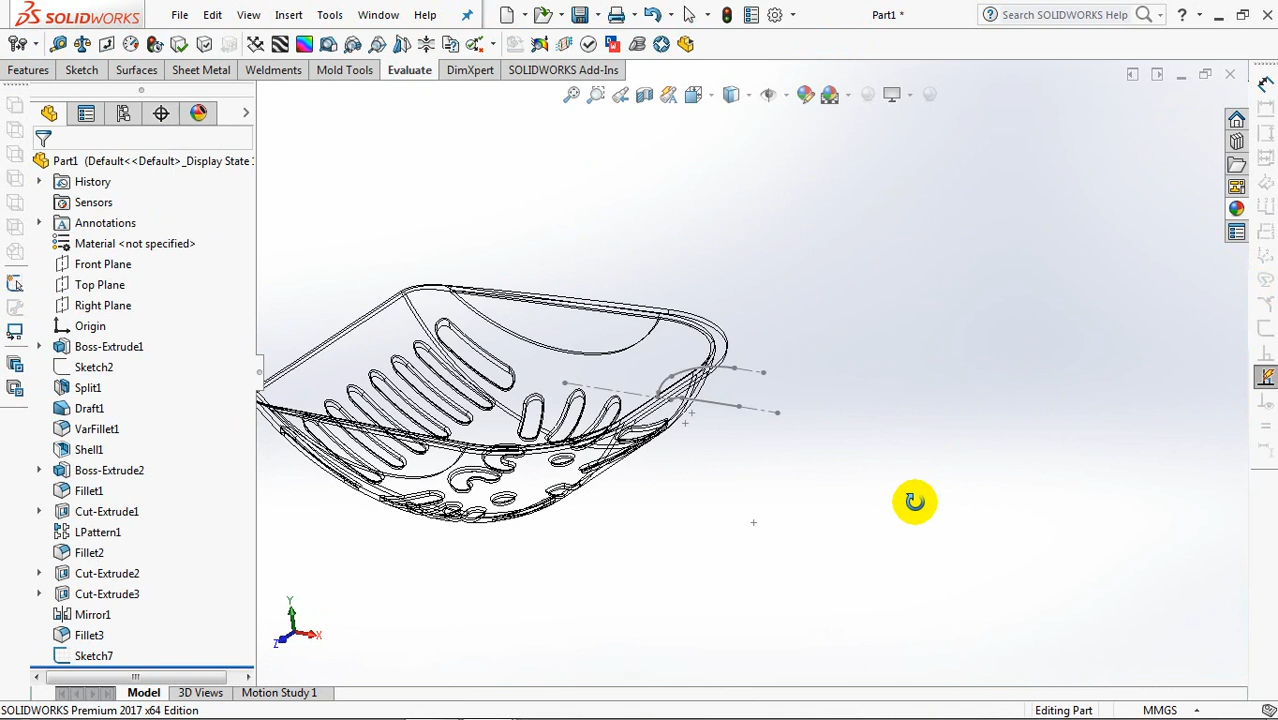 SOLIDWORKS File Edit View Insert Tools Window Help Part1 * Search SOLIDWORKS Help ?
Features Sketch Surfaces Sheet Metal Weldments Mold Tools Evaluate DimXpert SOLIDWORKS Add-Ins
Part1 (Default<<Default>_Display State
History
Sensors
Annotations
Material <not specified>
Front Plane
Top Plane
Right Plane
Origin
Boss-Extrude1
Sketch2
Split1
Draft1
VarFillet1
Shell1
Boss-Extrude2
Fillet1
Cut-Extrude1
LPattern1
Fillet2
Cut-Extrude2
Cut-Extrude3
Mirror1
Fillet3
Sketch7
Y
X
Z
Model 3D Views Motion Study 1
SOLIDWORKS Premium 2017 x64 Edition Editing Part MMGS